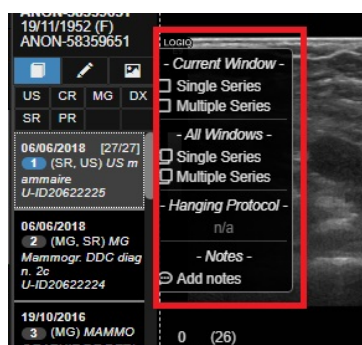 19/11/1952 (F)
ANON-58359651
US CR MG DX
SR PR
06/06/2018 [27/27]
1 (SR, US) US m
ammaire
U-ID20622225
06/06/2018
2 (MG, SR) MG
Mammogr. DDC diag
n. 2c
U-ID20622224
19/10/2016
3 (MG) MAMMO
LOGIQ
- Current Window -
Single Series
Multiple Series
- All Windows -
Single Series
Multiple Series
- Hanging Protocol -
n/a
- Notes -
Add notes
0 (26)